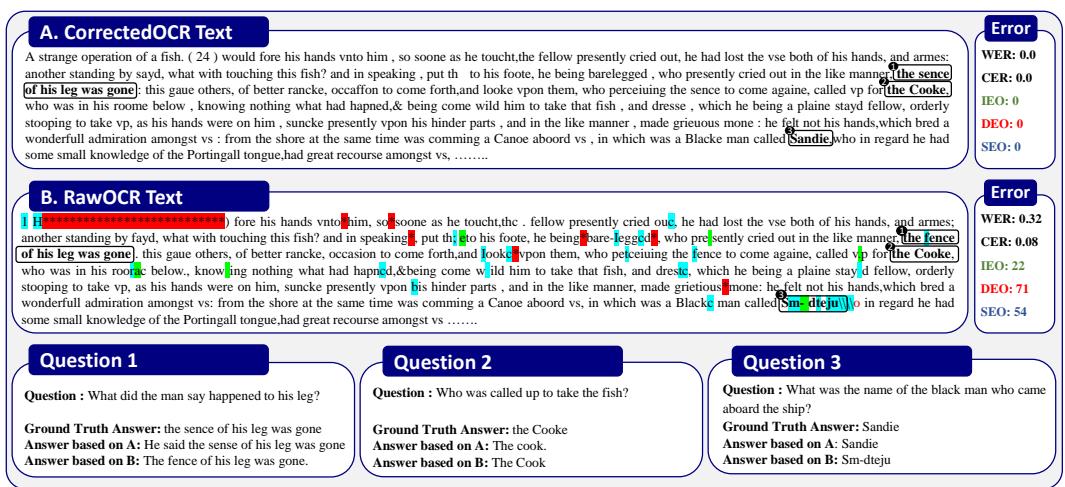 A. CorrectedOCR Text
A strange operation of a fish. ( 24 ) would fore his hands vnto him , so soone as he toucht,the fellow presently cried out, he had lost the vse both of his hands, and armes:
another standing by sayd, what with touching this fish? and in speaking , put th to his foote, he being barelegged , who presently cried out in the like manner,
1
the sence
of his leg was gone: this gaue others, of better rancke, occaffon to come forth,and looke vpon them, who perceiuing the sence to come againe, called vp for
2
the Cooke,
who was in his roome below , knowing nothing what had hapned,& being come wild him to take that fish , and dresse , which he being a plaine stayd fellow, orderly
stooping to take vp, as his hands were on him , suncke presently vpon his hinder parts , and in the like manner , made grieuous mone : he felt not his hands,which bred a
wonderfull admiration amongst vs : from the shore at the same time was comming a Canoe aboord vs , in which was a Blacke man called
3
Sandie,who in regard he had
some small knowledge of the Portingall tongue,had great recourse amongst vs, ……..
Error
WER: 0.0
CER: 0.0
IEO: 0
DEO: 0
SEO: 0
B. RawOCR Text
I H***************************) fore his hands vnto*him, so*soone as he toucht,thc . fellow presently cried ouc, he had lost the vse both of his hands, and armes;
another standing by fayd, what with touching this fish? and in speaking*, put th; eto his foote, he being*bare-feggcd*, who presently cried out in the like manner,
1
the fence
of his leg was gone. this gaue others, of better rancke, occasion to come forth,and Iookc*vpon them, who petceiuing the fence to come againe, called vp for
2
the Cooke,
who was in his roorac below., knowing nothing what had hapncd,&being come w ild him to take that fish, and drestc, which he being a plaine stay d fellow, orderly
stooping to take vp, as his hands were on him, suncke presently vpon bis hinder parts , and in the like manner, made grietious*mone: he felt not his hands,which bred a
wonderfull admiration amongst vs: from the shore at the same time was comming a Canoe aboord vs, in which was a Blackc man called
3
Sm- dteju\\,\o in regard he had
some small knowledge of the Portingall tongue,had great recourse amongst vs …….
Error
WER: 0.32
CER: 0.08
IEO: 22
DEO: 71
SEO: 54
Question 1
Question : What did the man say happened to his leg?
Ground Truth Answer: the sence of his leg was gone
Answer based on A: He said the sense of his leg was gone
Answer based on B: The fence of his leg was gone.
Question 2
Question : Who was called up to take the fish?
Ground Truth Answer: the Cooke
Answer based on A: The cook.
Answer based on B: The Cook
Question 3
Question : What was the name of the black man who came
aboard the ship?
Ground Truth Answer: Sandie
Answer based on A: Sandie
Answer based on B: Sm-dteju